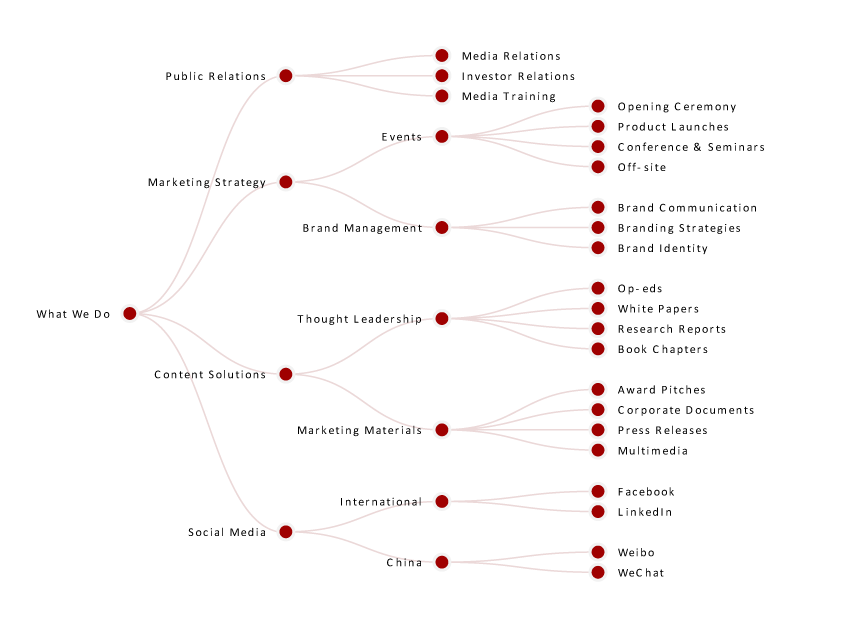 What We Do
Public Relations
Media Relations
Investor Relations
Media Training
Marketing Strategy
Events
Opening Ceremony
Product Launches
Conference & Seminars
Off-site
Brand Management
Brand Communication
Branding Strategies
Brand Identity
Content Solutions
Thought Leadership
Op-eds
White Papers
Research Reports
Book Chapters
Marketing Materials
Award Pitches
Corporate Documents
Press Releases
Multimedia
Social Media
International
Facebook
LinkedIn
China
Weibo
WeChat